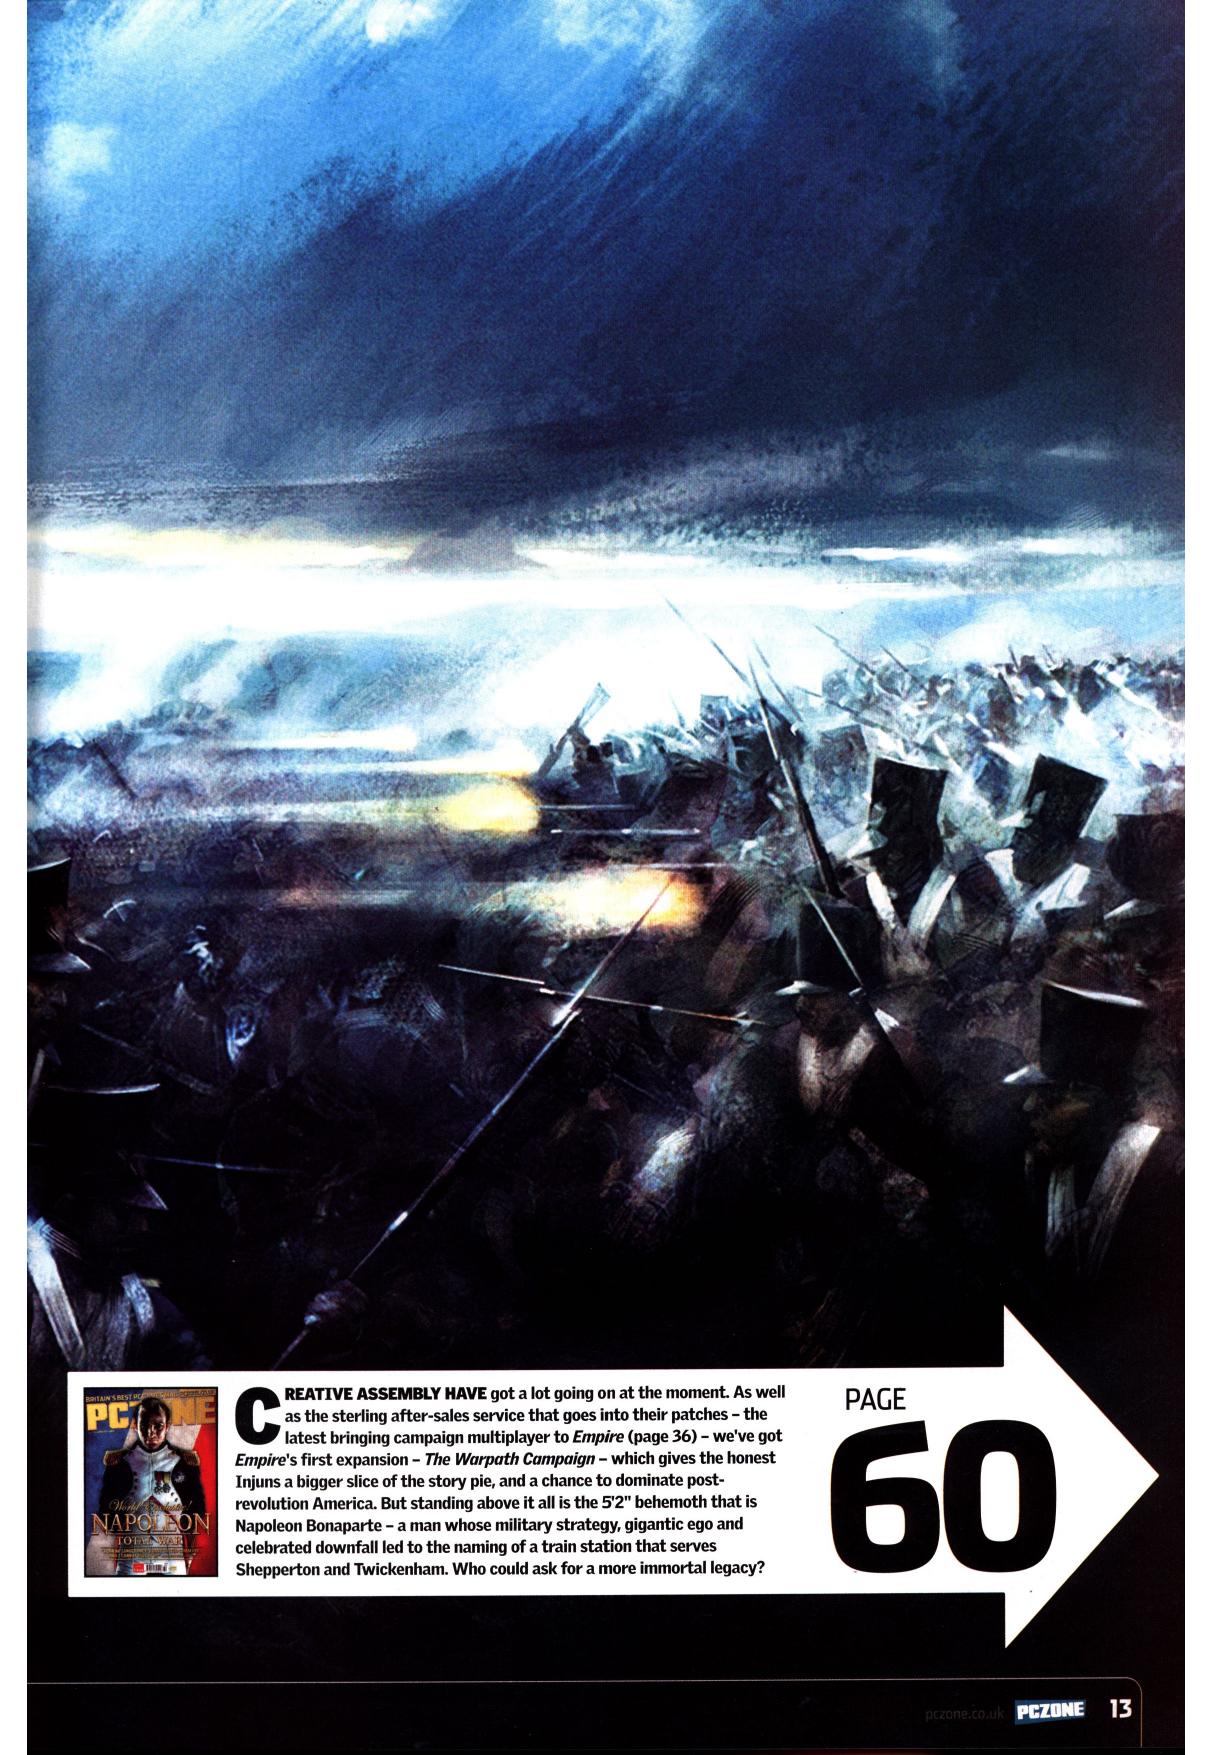 BRITAIN'S BEST PC
PCZONE
World Exclusive!
NAPOLEON
TOTAL WAR
CREATIVE ASSEMBLY HAVE got a lot going on at the moment. As well
as the sterling after-sales service that goes into their patches – the
latest bringing campaign multiplayer to Empire (page 36) – we've got
Empire's first expansion – The Warpath Campaign – which gives the honest
Injuns a bigger slice of the story pie, and a chance to dominate post-
revolution America. But standing above it all is the 5'2" behemoth that is
Napoleon Bonaparte – a man whose military strategy, gigantic ego and
celebrated downfall led to the naming of a train station that serves
Shepperton and Twickenham. Who could ask for a more immortal legacy?
PAGE
60
pczone.co.uk PCZONE 13